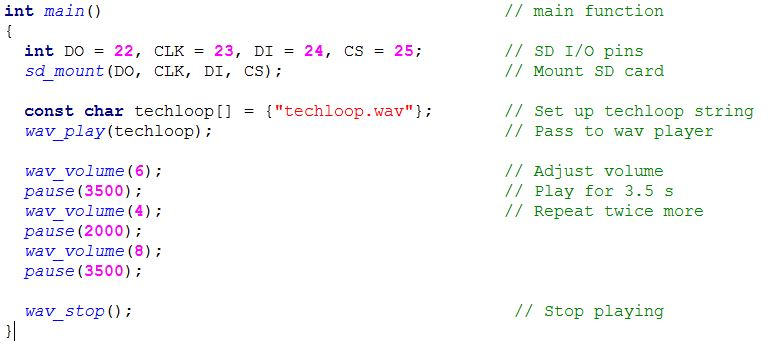 int main() // main function
{
int DO = 22, CLK = 23, DI = 24, CS = 25; // SD I/O pins
sd_mount(DO, CLK, DI, CS); // Mount SD card
const char techloop[] = {"techloop.wav"}; // Set up techloop string
wav_play(techloop); // Pass to wav player
wav_volume(6); // Adjust volume
pause(3500); // Play for 3.5 s
wav_volume(4); // Repeat twice more
pause(2000);
wav_volume(8);
pause(3500);
wav_stop(); // Stop playing
}